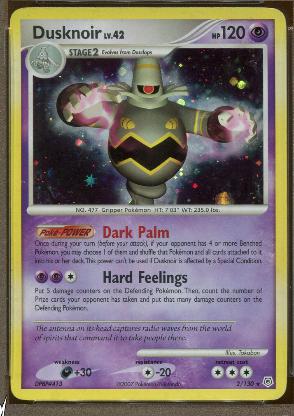 Dusknoir LV.42 HP 120
STAGE2 Evolves from Dusclops
NO. 477 Gripper Pokémon HT: 7'03" WT: 235.0 lbs.
Poké-POWER Dark Palm
Once during your turn (before your attack), if your opponent has 4 or more Benched
Pokémon, you may choose 1 of them and shuffle that Pokémon and all cards attached to it
into his or her deck. This power can't be used if Dusknoir is affected by a Special Condition.
Hard Feelings
Put 5 damage counters on the Defending Pokémon. Then, count the number of
Prize cards your opponent has taken and put that many damage counters on
the Defending Pokémon.
The antenna on its head captures radio waves from the world
of spirits that command it to take people there.
Illus. Takabon
weakness resistance retreat cost
+30 -20
DPBP#415 ©2007 Pokémon/Nintendo 2/130